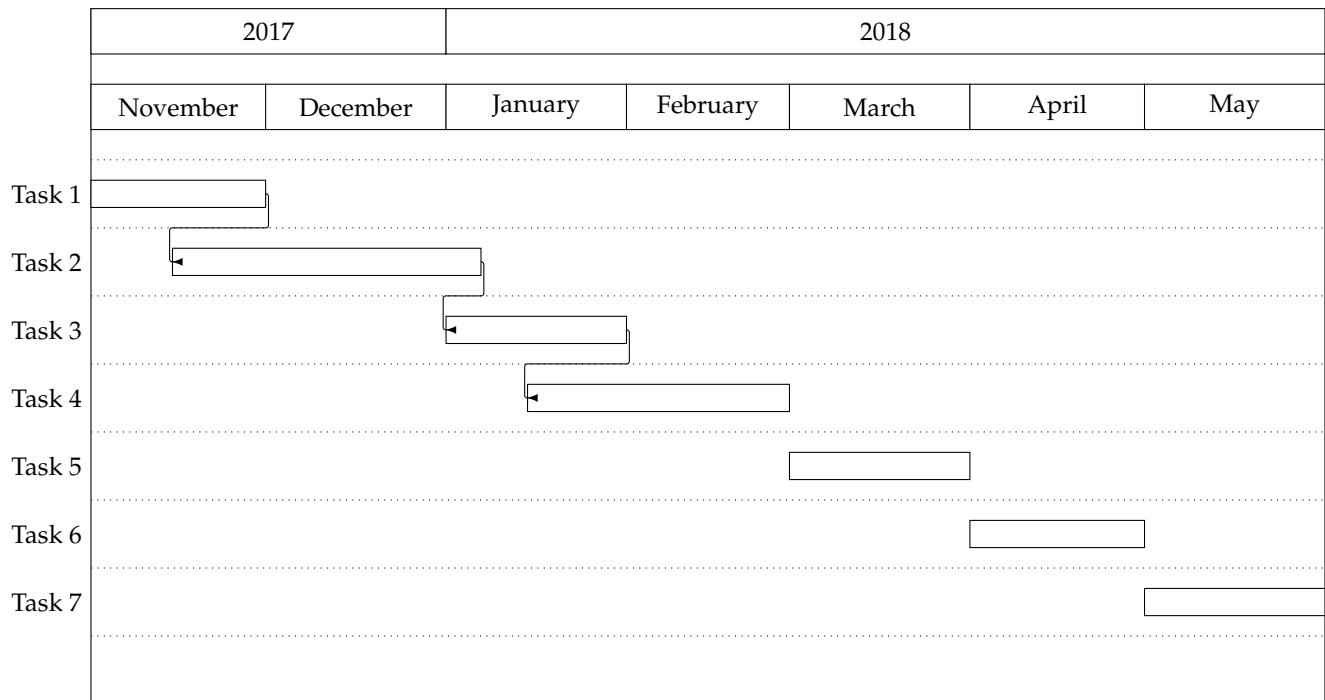 2017 2018
November December January February March April May
Task 1
Task 2
Task 3
Task 4
Task 5
Task 6
Task 7